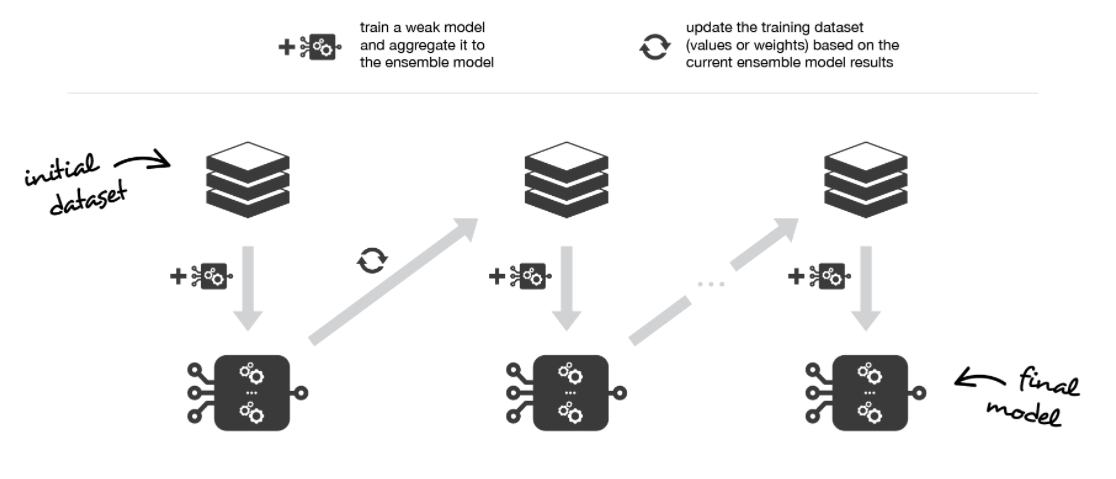 train a weak model
and aggregate it to
the ensemble model
update the training dataset
(values or weights) based on the
current ensemble model results
initial
dataset
final
model